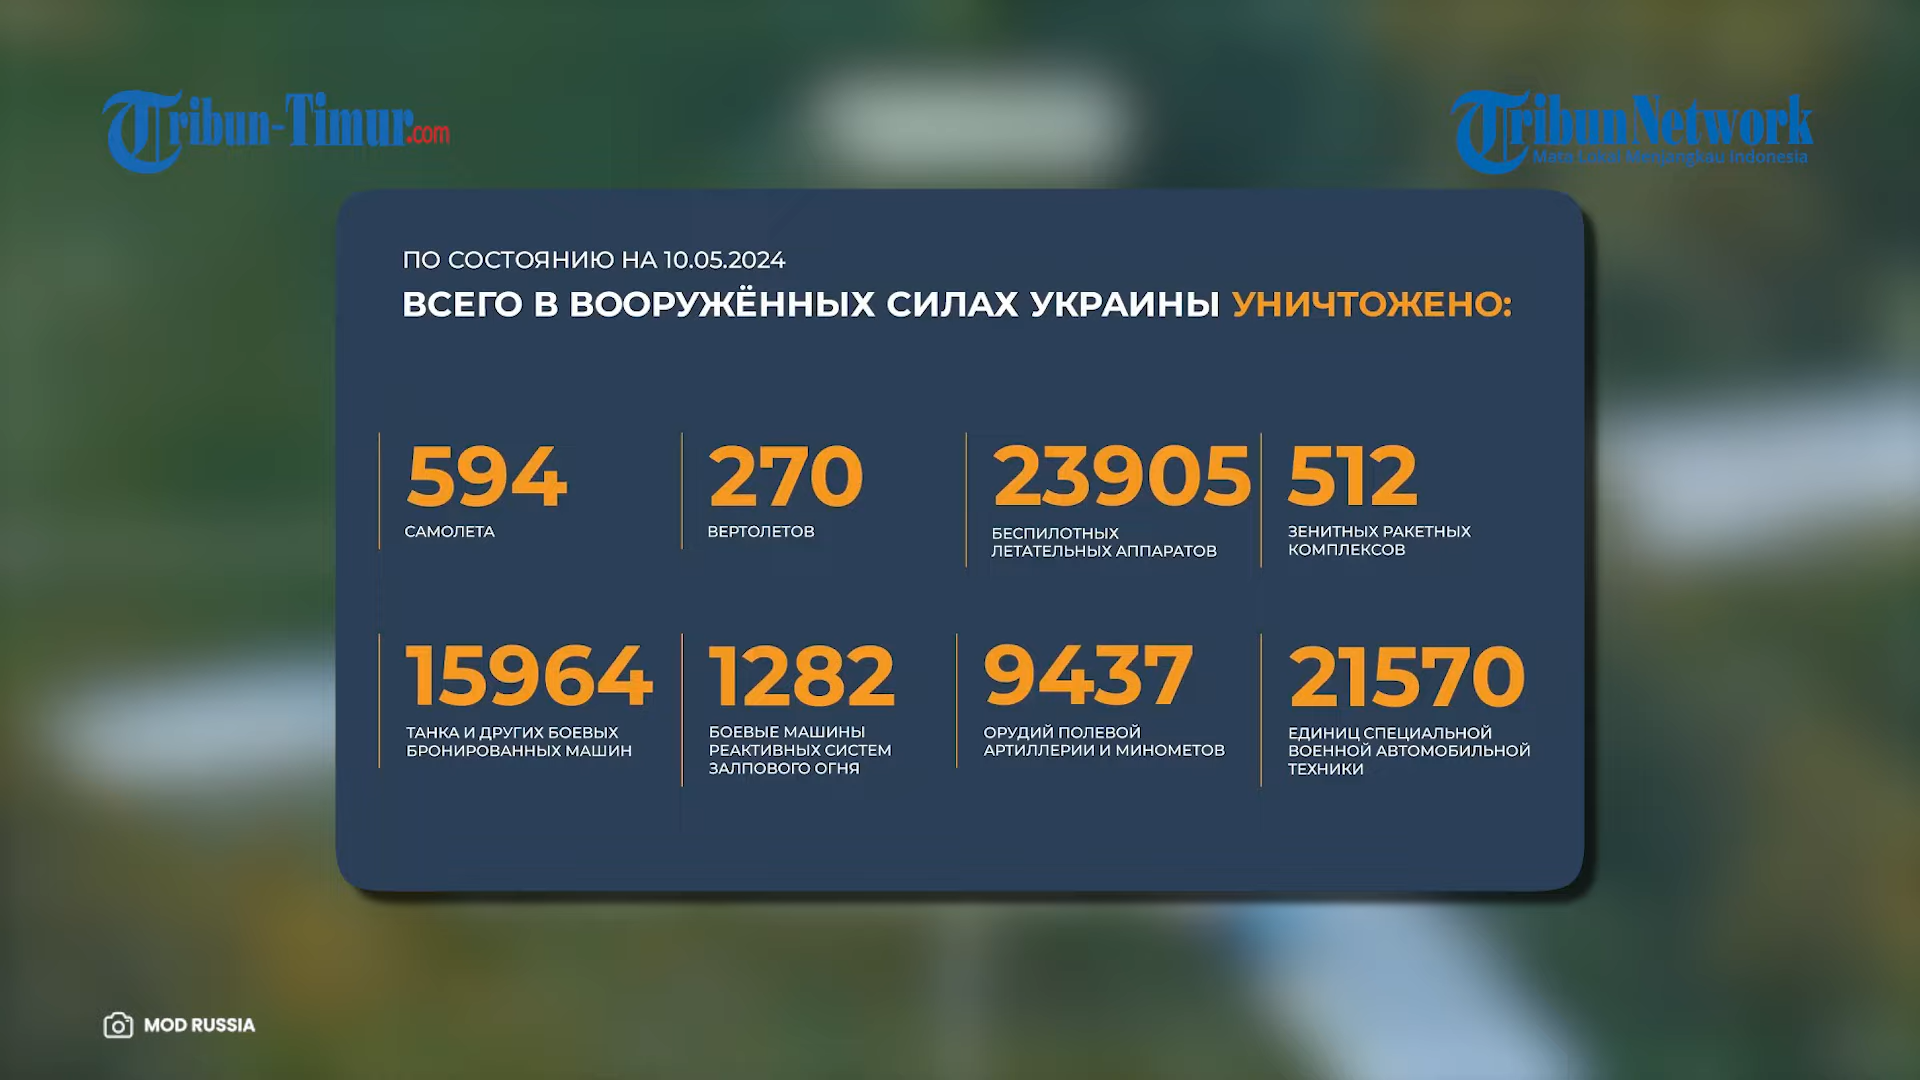 Tribun-Timur.com
TribunNetwork
Mata Lokal Menjangkau Indonesia
ПО СОСТОЯНИЮ НА 10.05.2024
ВСЕГО В ВООРУЖЁННЫХ СИЛАХ УКРАИНЫ УНИЧТОЖЕНО:
594
САМОЛЕТА
270
ВЕРТОЛЕТОВ
23905
БЕСПИЛОТНЫХ
ЛЕТАТЕЛЬНЫХ АППАРАТОВ
512
ЗЕНИТНЫХ РАКЕТНЫХ
КОМПЛЕКСОВ
15964
ТАНКА И ДРУГИХ БОЕВЫХ
БРОНИРОВАННЫХ МАШИН
1282
БОЕВЫЕ МАШИНЫ
РЕАКТИВНЫХ СИСТЕМ
ЗАЛПОВОГО ОГНЯ
9437
ОРУДИЙ ПОЛЕВОЙ
АРТИЛЛЕРИИ И МИНОМЕТОВ
21570
ЕДИНИЦ СПЕЦИАЛЬНОЙ
ВОЕННОЙ АВТОМОБИЛЬНОЙ
ТЕХНИКИ
MOD RUSSIA